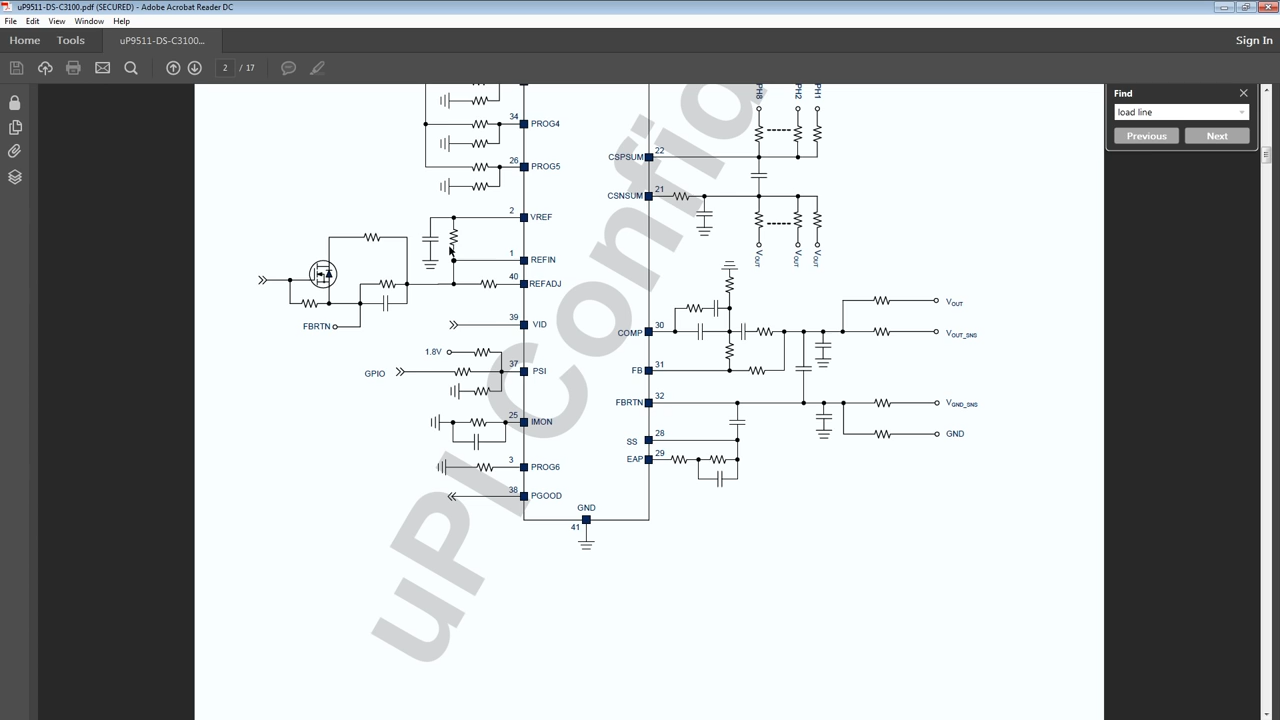 uP9511-DS-C3100.pdf (SECURED) - Adobe Acrobat Reader DC
File Edit View Window Help
Home Tools uP9511-DS-C3100... Sign In
2 / 17
Find
load line
Previous Next
PH8 PH2 PH1
34 PROG4
26 PROG5
CSPSUM 22
CSNSUM 21
2 VREF
1 REFIN
40 REFADJ
VOUT VOUT VOUT
FBRTN
39 VID
1.8V
37 PSI
GPIO
25 IMON
3 PROG6
38 PGOOD
COMP 30
FB 31
FBRTN 32
SS 28
EAP 29
VOUT
VOUT_SNS
VGND_SNS
GND
GND
41
uPI Confid